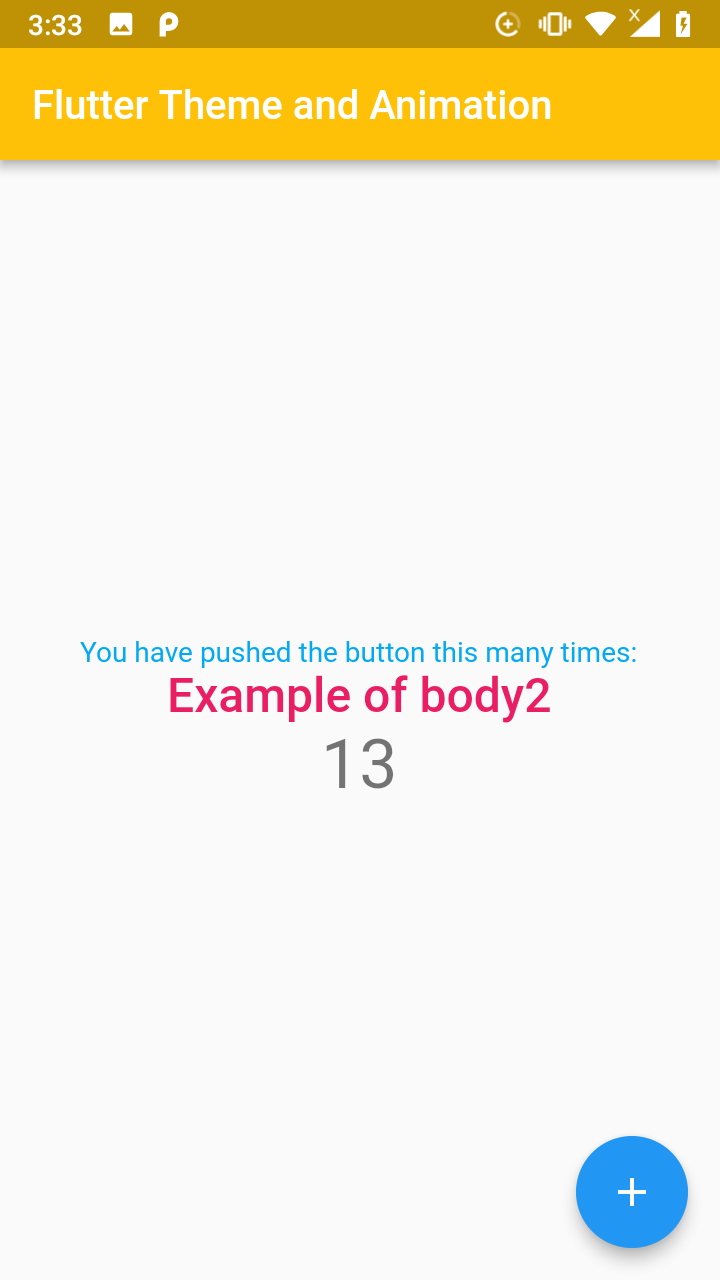 3:33
Flutter Theme and Animation
You have pushed the button this many times:
Example of body2
13